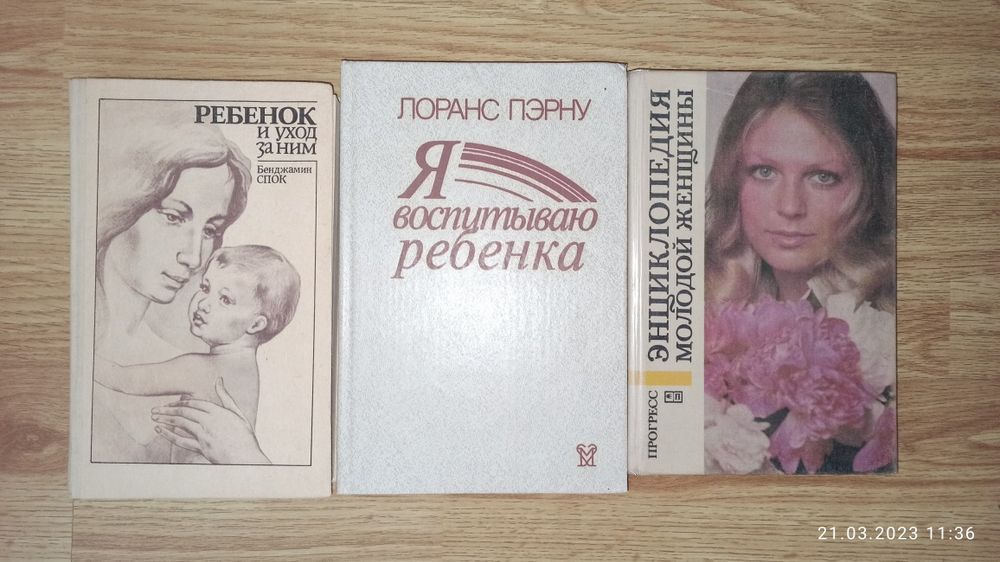 РЕБЕНОК
и уход
за ним
Бенджамин
СПОК
ЛОРАНС ПЭРНУ
Я
воспитываю
ребенка
ЭНЦИКЛОПЕДИЯ
МОЛОДОЙ ЖЕНЩИНЫ
ПРОГРЕСС
21.03.2023 11:36